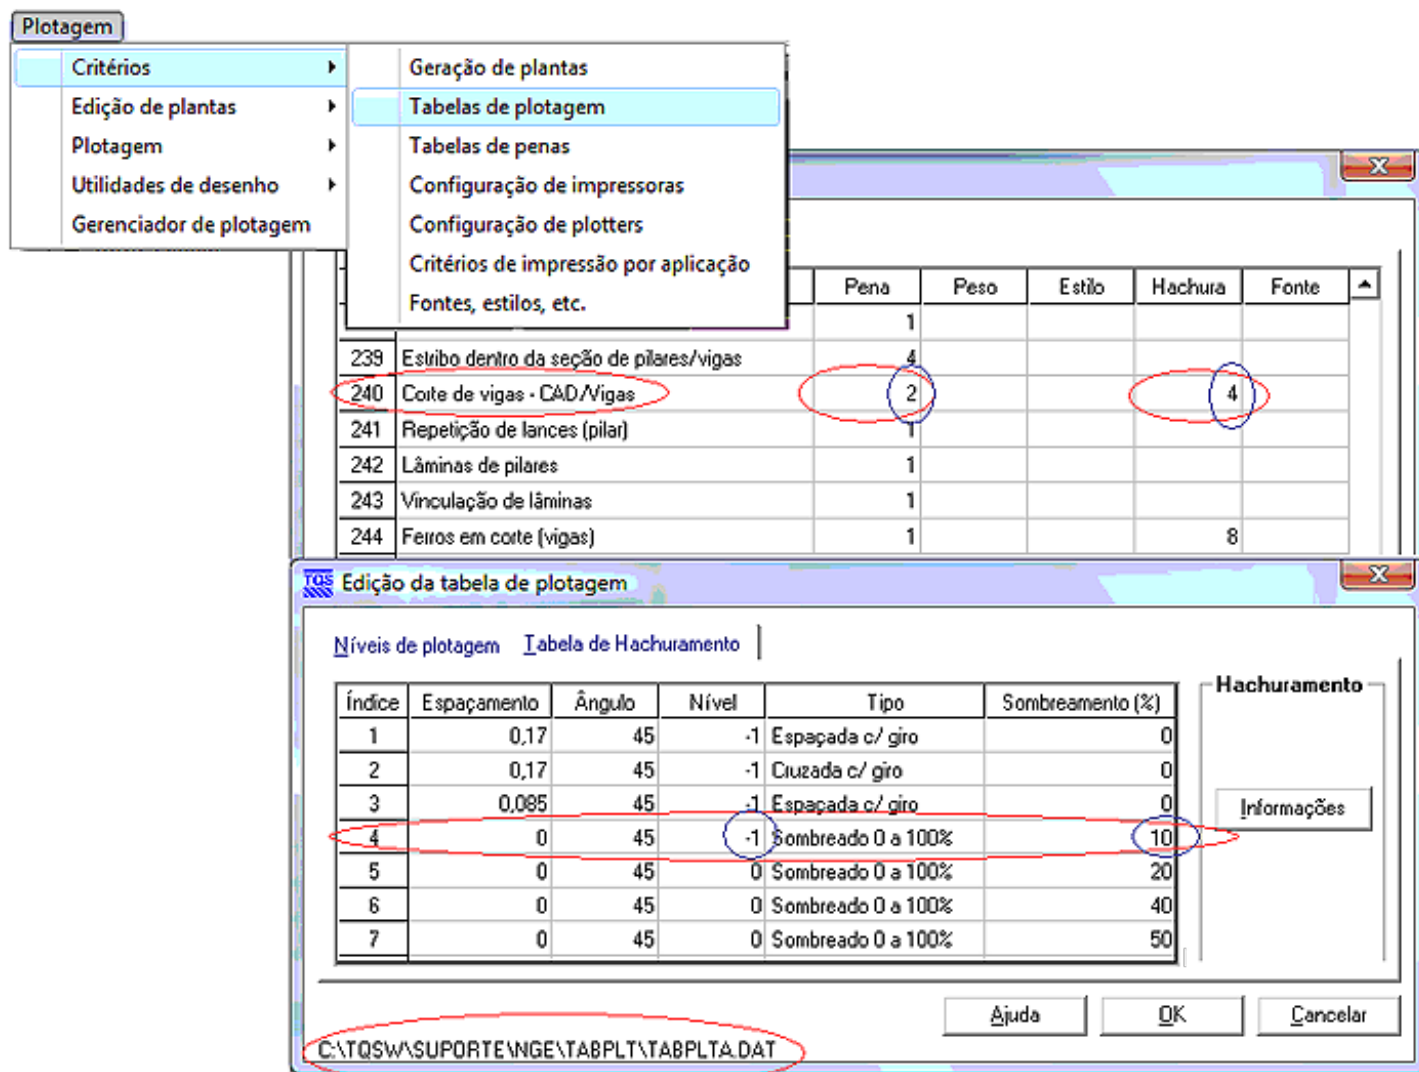 Plotagem
Critérios
Edição de plantas
Plotagem
Utilidades de desenho
Gerenciador de plotagem
Geração de plantas
Tabelas de plotagem
Tabelas de penas
Configuração de impressoras
Configuração de plotters
Critérios de impressão por aplicação
Fontes, estilos, etc.
Pena Peso Estilo Hachura Fonte
1
239 Estribo dentro da seção de pilares/vigas 4
240 Corte de vigas - CAD/Vigas 2 4
241 Repetição de lances (pilar) 1
242 Lâminas de pilares 1
243 Vinculação de lâminas 1
244 Ferros em corte (vigas) 1 8
TQS Edição da tabela de plotagem
Níveis de plotagem Tabela de Hachuramento
Índice Espaçamento Ângulo Nível Tipo Sombreamento (%)
1 0,17 45 -1 Espaçada c/ giro 0
2 0,17 45 -1 Cruzada c/ giro 0
3 0,085 45 -1 Espaçada c/ giro 0
4 0 45 -1 Sombreado 0 a 100% 10
5 0 45 0 Sombreado 0 a 100% 20
6 0 45 0 Sombreado 0 a 100% 40
7 0 45 0 Sombreado 0 a 100% 50
Hachuramento
Informações
Ajuda OK Cancelar
C:\TQSW\SUPORTE\NGE\TABPLT\TABPLTA.DAT